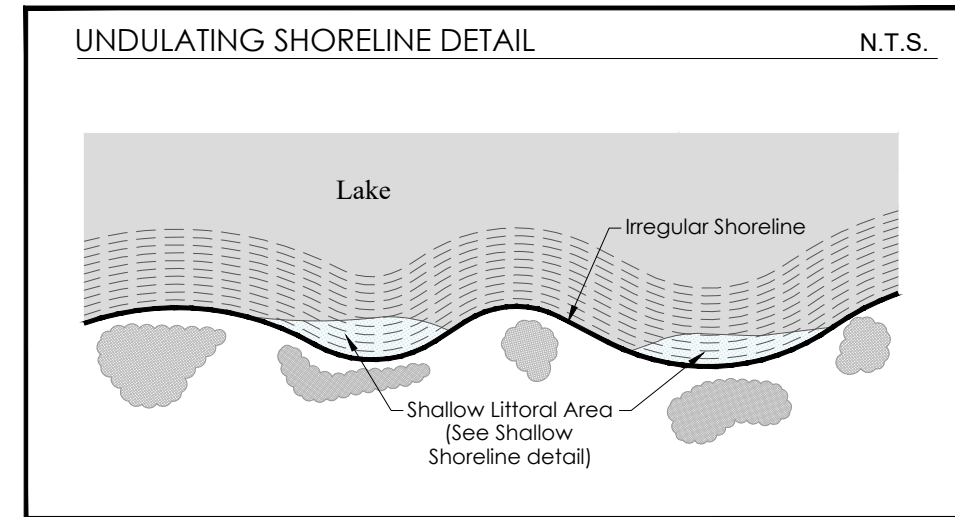 UNDULATING SHORELINE DETAIL
N.T.S.
Lake
Irregular Shoreline
Shallow Littoral Area
(See Shallow
Shoreline detail)